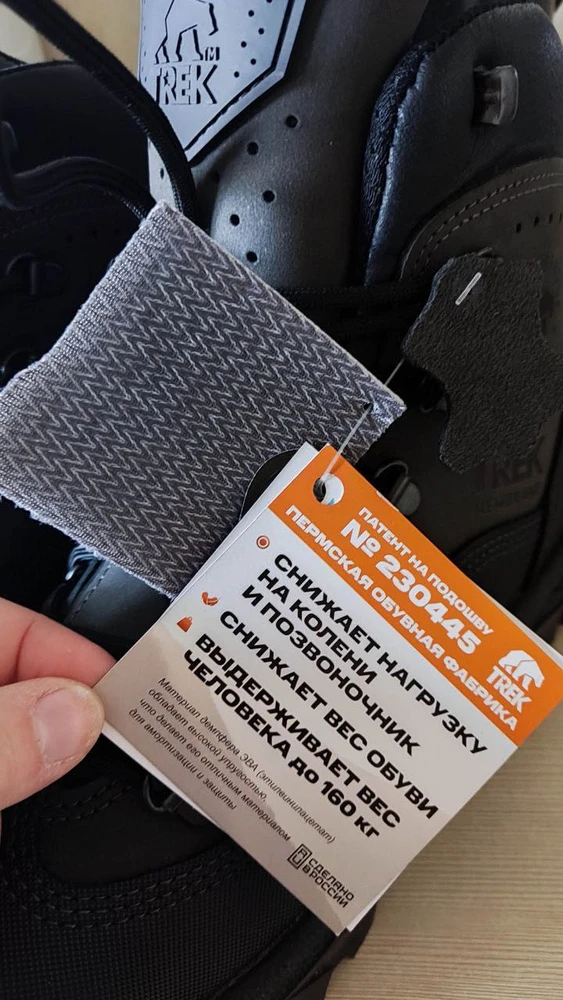 TREK
M
TREK
ПАТЕНТ НА ПОДОШВУ
№ 230445
ПЕРМСКАЯ ОБУВНАЯ ФАБРИКА
TREK
СНИЖАЕТ НАГРУЗКУ
НА КОЛЕНИ
И ПОЗВОНОЧНИК
СНИЖАЕТ ВЕС ОБУВИ
ВЫДЕРЖИВАЕТ ВЕС
ЧЕЛОВЕКА до 160 кг
Материал демпфера ЭВА (этиленвинилацетат)
обладает высокой упругостью,
что делает его отличным материалом
для амортизации и защиты
СДЕЛАНО
В РОССИИ